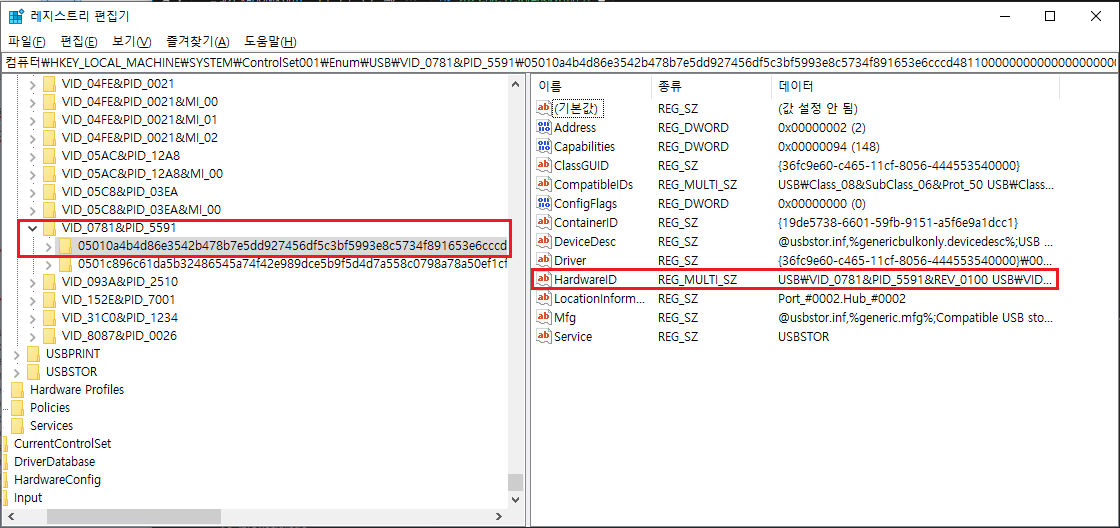 레지스트리 편집기
파일(F) 편집(E) 보기(V) 즐겨찾기(A) 도움말(H)
컴퓨터₩HKEY_LOCAL_MACHINE₩SYSTEM₩ControlSet001₩Enum₩USB₩VID_0781&PID_5591₩05010a4b4d86e3542b478b7e5dd927456df5c3bf5993e8c5734f891653e6cccd4811000000000000000000000
VID_04FE&PID_0021
VID_04FE&PID_0021&MI_00
VID_04FE&PID_0021&MI_01
VID_04FE&PID_0021&MI_02
VID_05AC&PID_12A8
VID_05AC&PID_12A8&MI_00
VID_05C8&PID_03EA
VID_05C8&PID_03EA&MI_00
VID_0781&PID_5591
05010a4b4d86e3542b478b7e5dd927456df5c3bf5993e8c5734f891653e6cccd
0501c896c61da5b32486545a74f42e989dce5b9f5d4d7a558c0798a78a50ef1cf
VID_093A&PID_2510
VID_152E&PID_7001
VID_31C0&PID_1234
VID_8087&PID_0026
USBPRINT
USBSTOR
Hardware Profiles
Policies
Services
CurrentControlSet
DriverDatabase
HardwareConfig
Input
이름 종류 데이터
(기본값) REG_SZ (값 설정 안 됨)
Address REG_DWORD 0x00000002 (2)
Capabilities REG_DWORD 0x00000094 (148)
ClassGUID REG_SZ {36fc9e60-c465-11cf-8056-444553540000}
CompatibleIDs REG_MULTI_SZ USB₩Class_08&SubClass_06&Prot_50 USB₩Class...
ConfigFlags REG_DWORD 0x00000000 (0)
ContainerID REG_SZ {19de5738-6601-59fb-9151-a5f6e9a1dcc1}
DeviceDesc REG_SZ @usbstor.inf,%genericbulkonly.devicedesc%;USB ...
Driver REG_SZ {36fc9e60-c465-11cf-8056-444553540000}₩00...
HardwareID REG_MULTI_SZ USB₩VID_0781&PID_5591&REV_0100 USB₩VID...
LocationInform... REG_SZ Port_#0002.Hub_#0002
Mfg REG_SZ @usbstor.inf,%generic.mfg%;Compatible USB sto...
Service REG_SZ USBSTOR